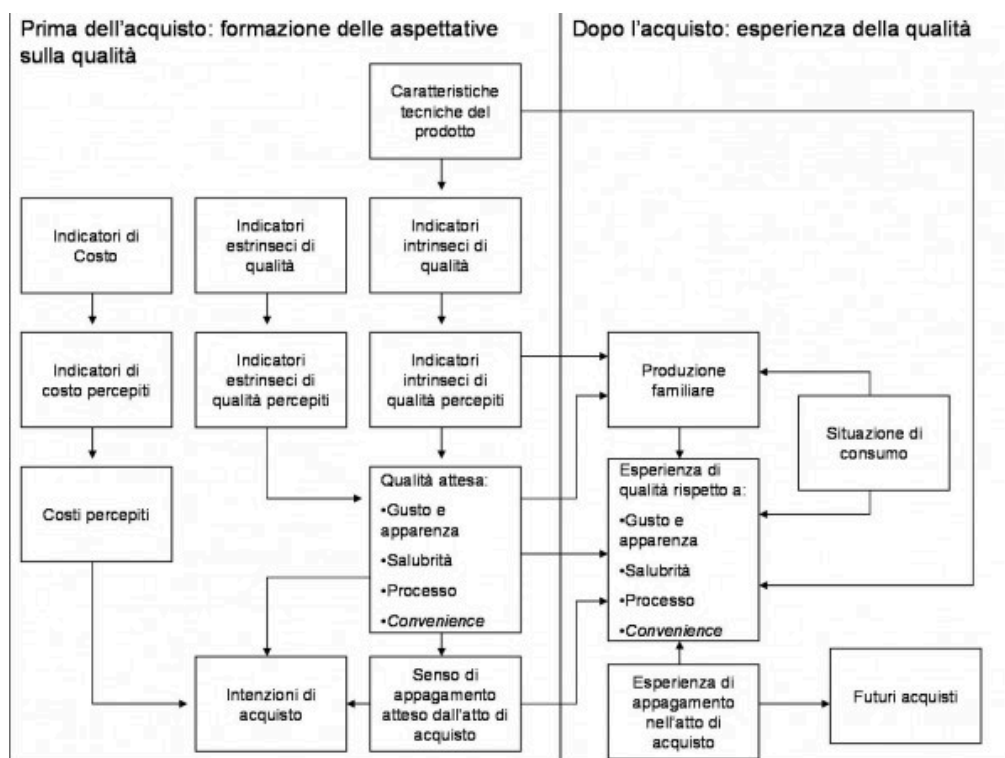 Prima dell'acquisto: formazione delle aspettative
sulla qualità
Dopo l'acquisto: esperienza della qualità
Caratteristiche
tecniche del
prodotto
Indicatori di
Costo
Indicatori
estrinseci di
qualità
Indicatori
intrinseci di
qualità
Indicatori di
costo percepiti
Indicatori
estrinseci di
qualità percepiti
Indicatori
intrinseci di
qualità percepiti
Produzione
familiare
Situazione di
consumo
Costi percepiti
Qualità attesa:
•Gusto e
apparenza
•Salubrità
•Processo
•Convenience
Esperienza di
qualità rispetto a:
•Gusto e
apparenza
•Salubrità
•Processo
•Convenience
Intenzioni di
acquisto
Senso di
appagamento
atteso dall'atto di
acquisto
Esperienza di
appagamento
nell'atto di
acquisto
Futuri acquisti